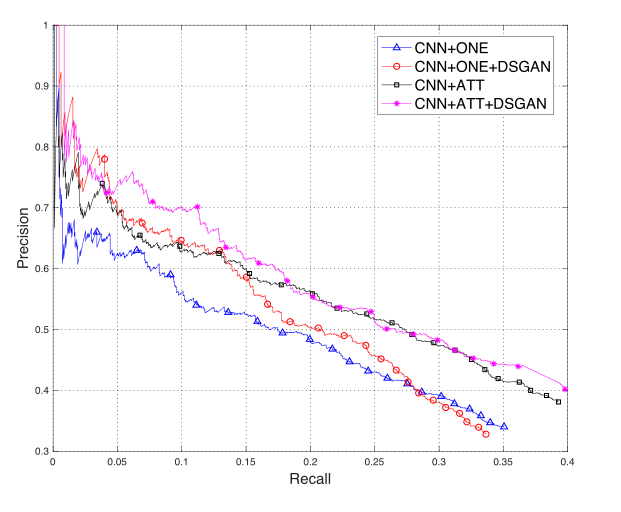 1
0.9
0.8
0.7
0.6
0.5
0.4
0.3
Precision
CNN+ONE
CNN+ONE+DSGAN
CNN+ATT
CNN+ATT+DSGAN
0 0.05 0.1 0.15 0.2 0.25 0.3 0.35 0.4
Recall